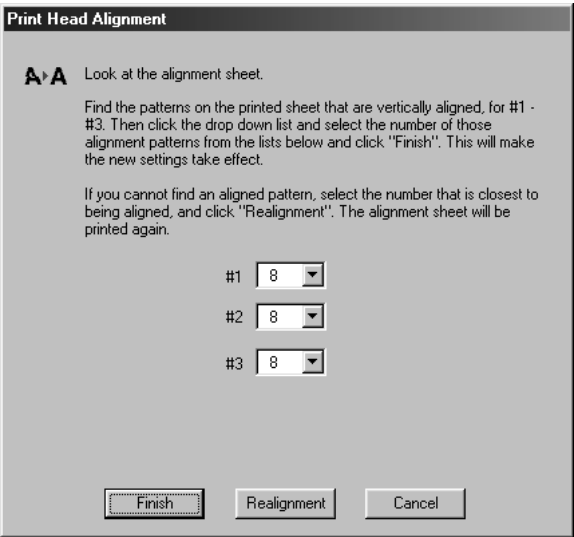 Print Head Alignment
A▸A Look at the alignment sheet.
Find the patterns on the printed sheet that are vertically aligned, for #1 -
#3. Then click the drop down list and select the number of those
alignment patterns from the lists below and click "Finish". This will make
the new settings take effect.
If you cannot find an aligned pattern, select the number that is closest to
being aligned, and click "Realignment". The alignment sheet will be
printed again.
#1 8
#2 8
#3 8
Finish Realignment Cancel